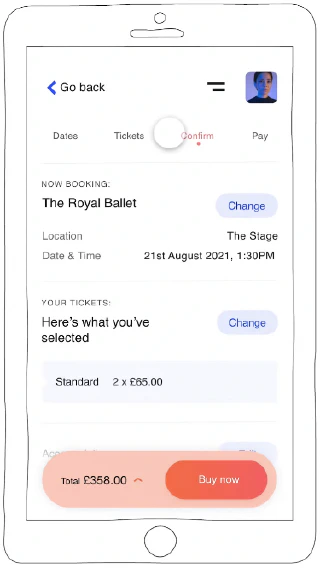 Go back
Dates Tickets Confirm Pay
NOW BOOKING:
The Royal Ballet Change
Location The Stage
Date & Time 21st August 2021, 1:30PM
YOUR TICKETS:
Here's what you've Change
selected
Standard 2 x £65.00
Total £358.00 Buy now